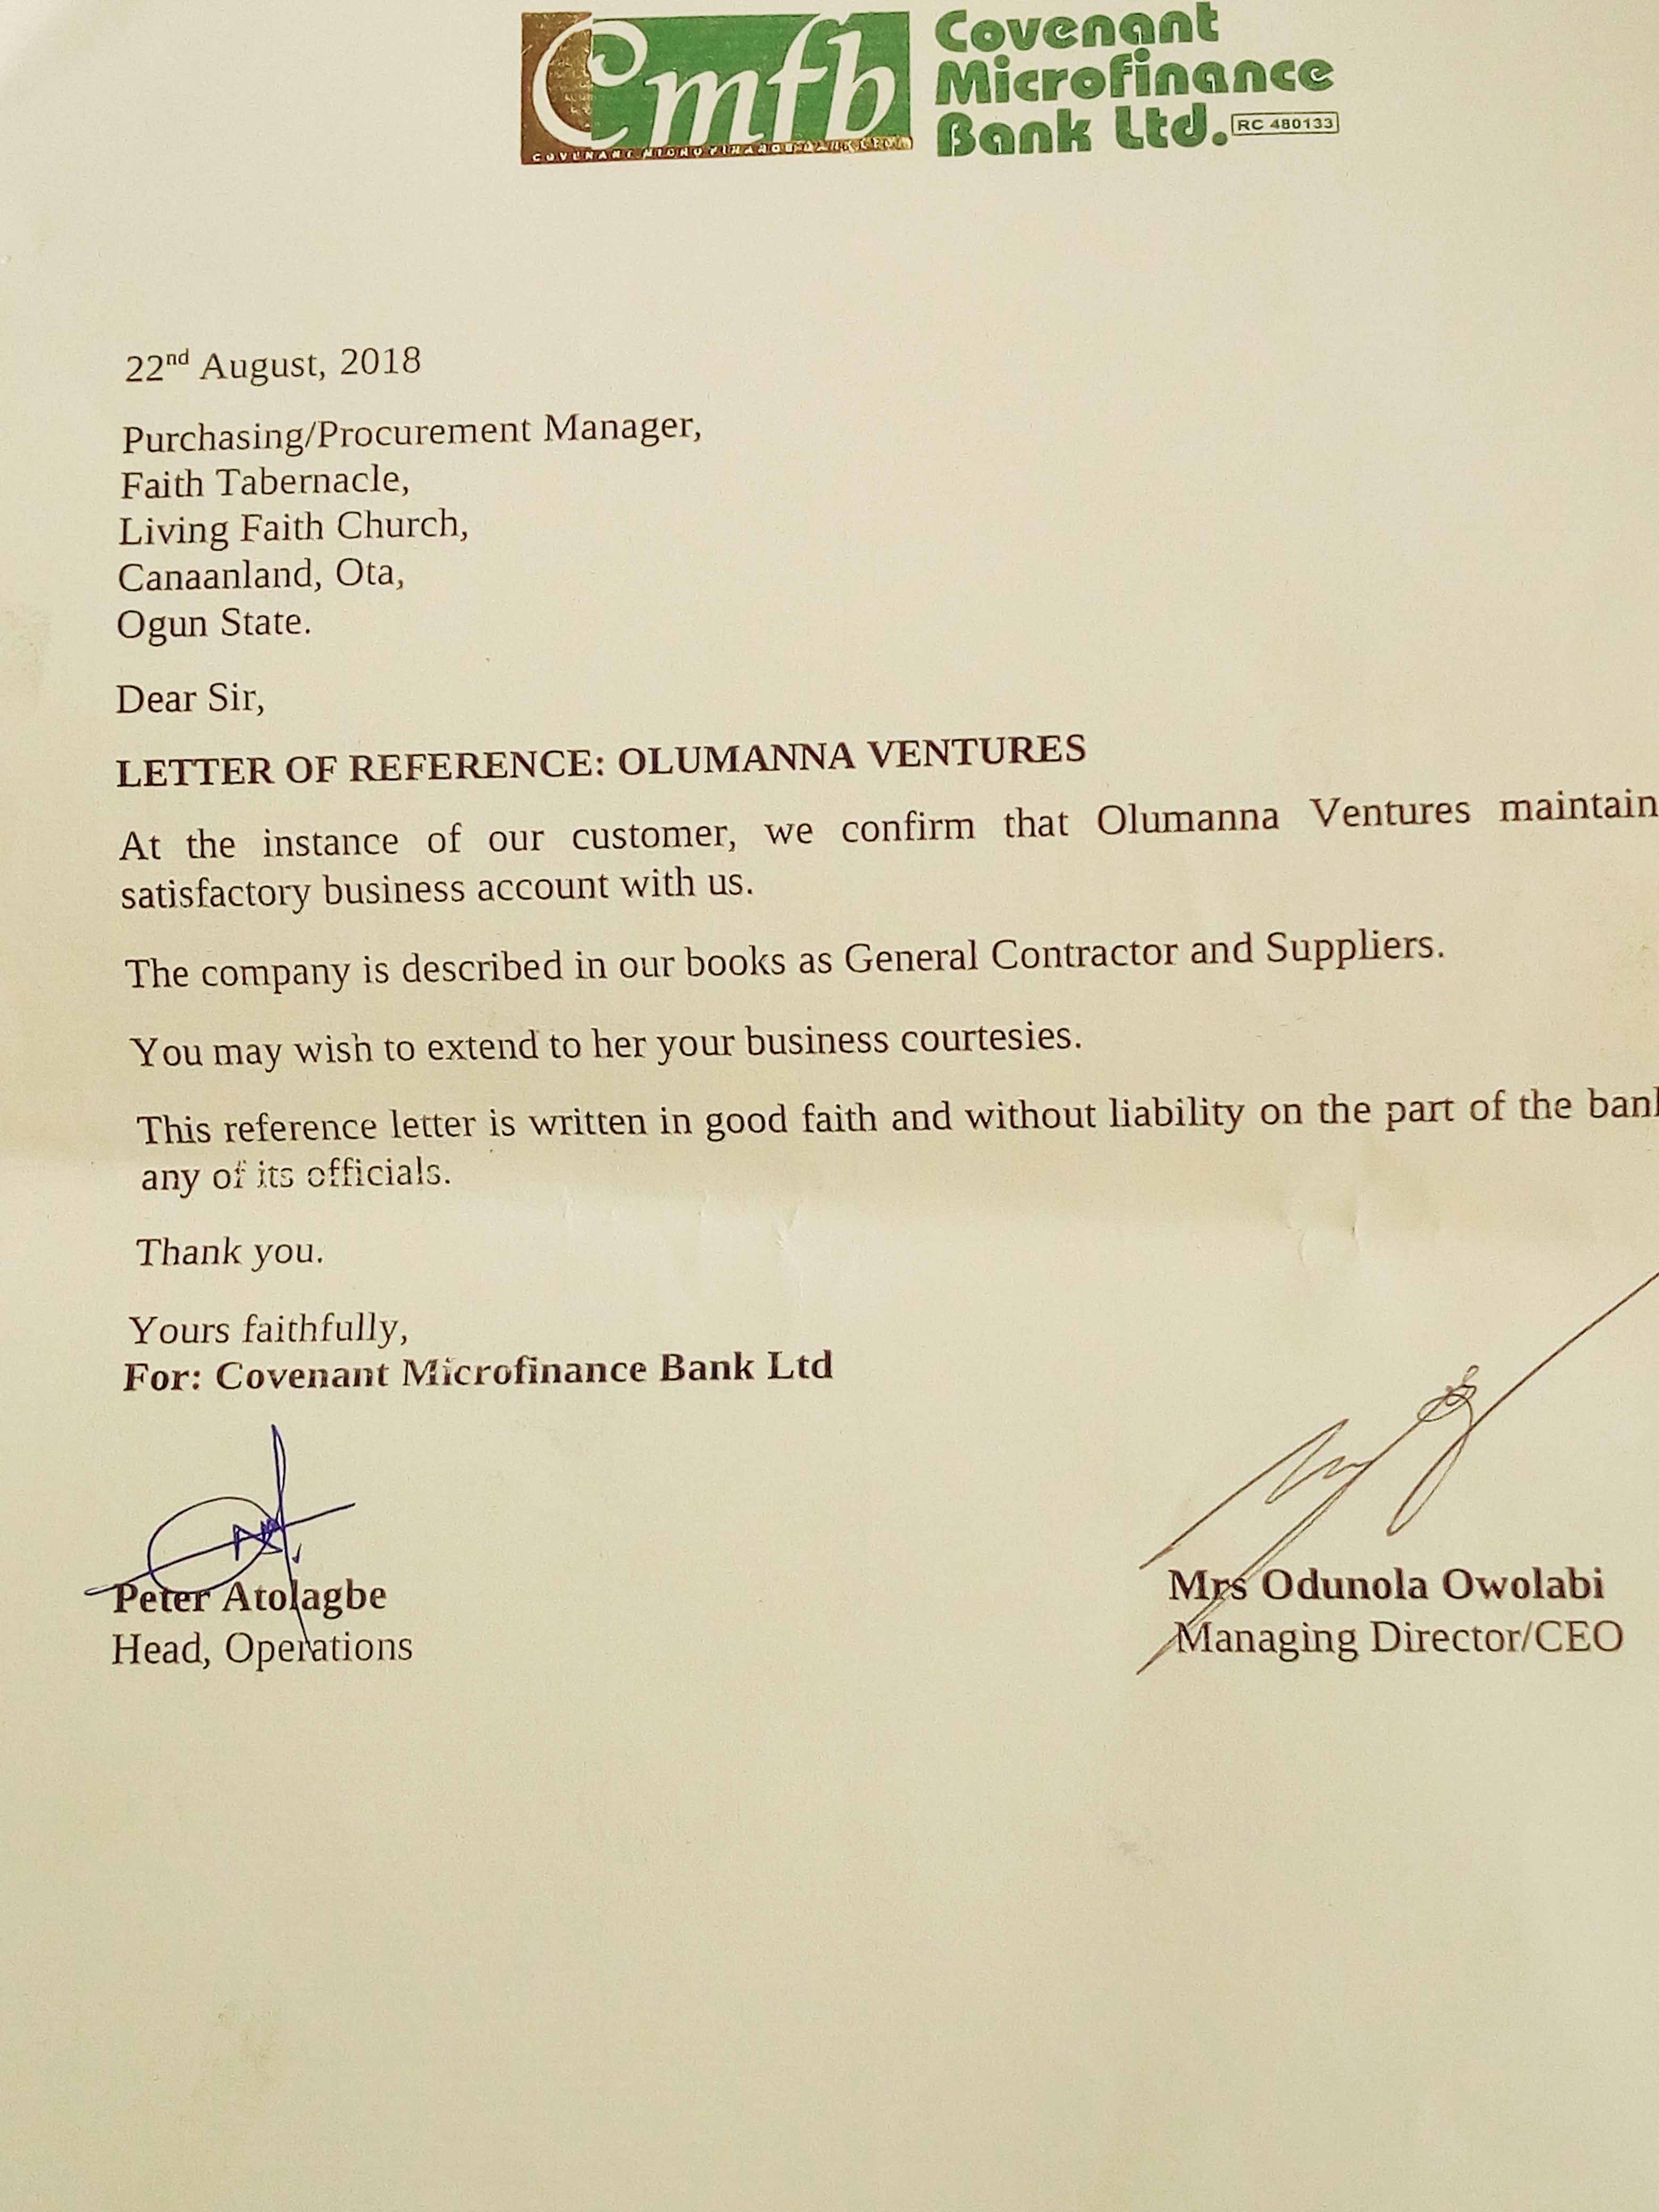 Cmfb
COVENANT MICROFINANCE BANK LTD
Covenant
Microfinance
Bank Ltd.
RC 480133
22nd August, 2018
Purchasing/Procurement Manager,
Faith Tabernacle,
Living Faith Church,
Canaanland, Ota,
Ogun State.
Dear Sir,
LETTER OF REFERENCE: OLUMANNA VENTURES
At the instance of our customer, we confirm that Olumanna Ventures maintain
satisfactory business account with us.
The company is described in our books as General Contractor and Suppliers.
You may wish to extend to her your business courtesies.
This reference letter is written in good faith and without liability on the part of the
any of its officials.
Thank you.
Yours faithfully,
For: Covenant Microfinance Bank Ltd
Peter Atolagbe
Mrs Odunola Owolabi
Head, Operations
Managing Director/CEO